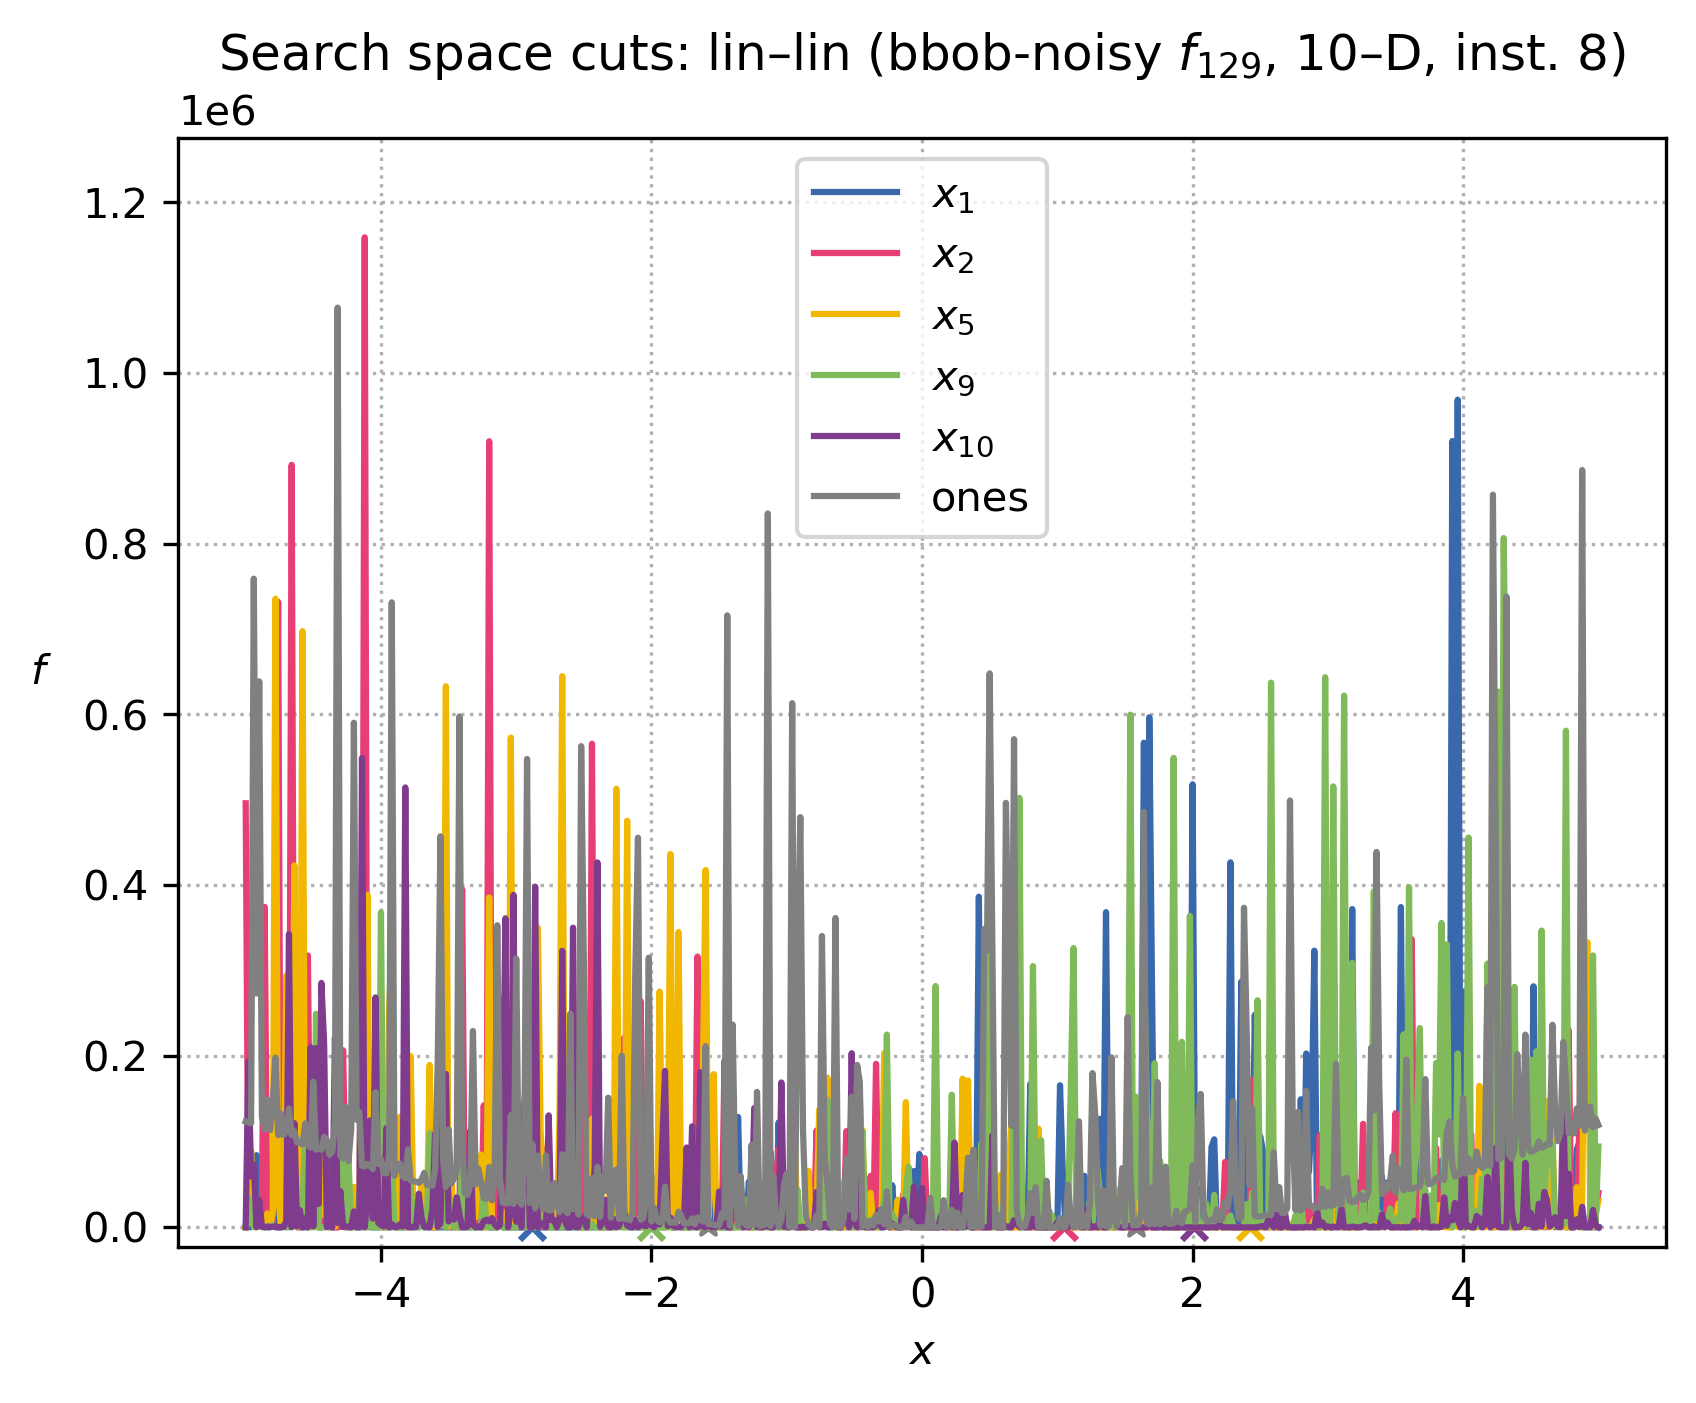 Search space cuts: lin–lin (bbob-noisy f₁₂₉, 10–D, inst. 8)
1e6
1.2
1.0
0.8
0.6
0.4
0.2
0.0
f
x₁
x₂
x₅
x₉
x₁₀
ones
−4 −2 0 2 4
x